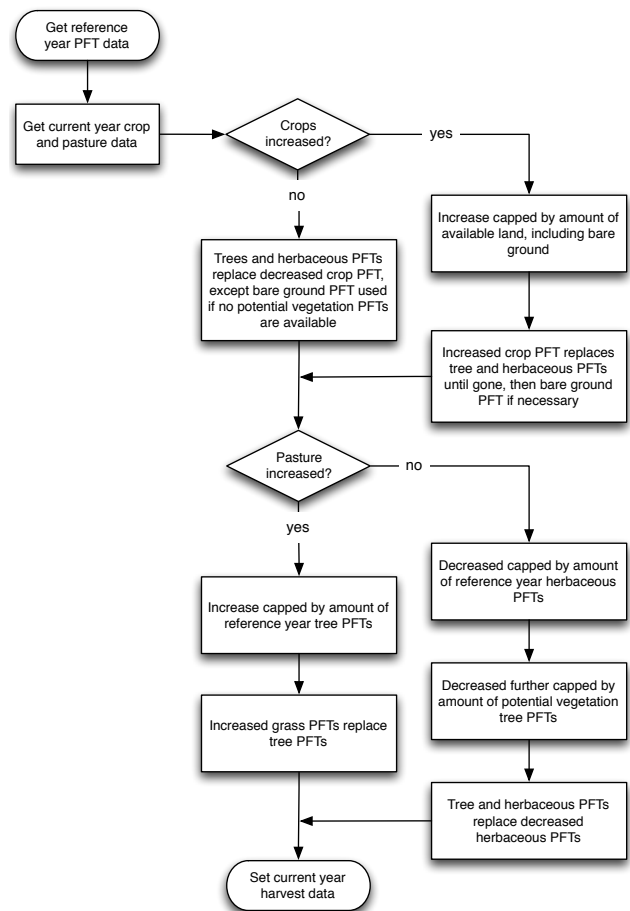 Get reference
year PFT data
Get current year crop
and pasture data
Crops
increased?
yes
no
Increase capped by amount of
available land, including bare
ground
Trees and herbaceous PFTs
replace decreased crop PFT,
except bare ground PFT used
if no potential vegetation PFTs
are available
Increased crop PFT replaces
tree and herbaceous PFTs
until gone, then bare ground
PFT if necessary
Pasture
increased?
no
yes
Decreased capped by amount
of reference year herbaceous
PFTs
Increase capped by amount of
reference year tree PFTs
Decreased further capped by
amount of potential vegetation
tree PFTs
Increased grass PFTs replace
tree PFTs
Tree and herbaceous PFTs
replace decreased
herbaceous PFTs
Set current year
harvest data